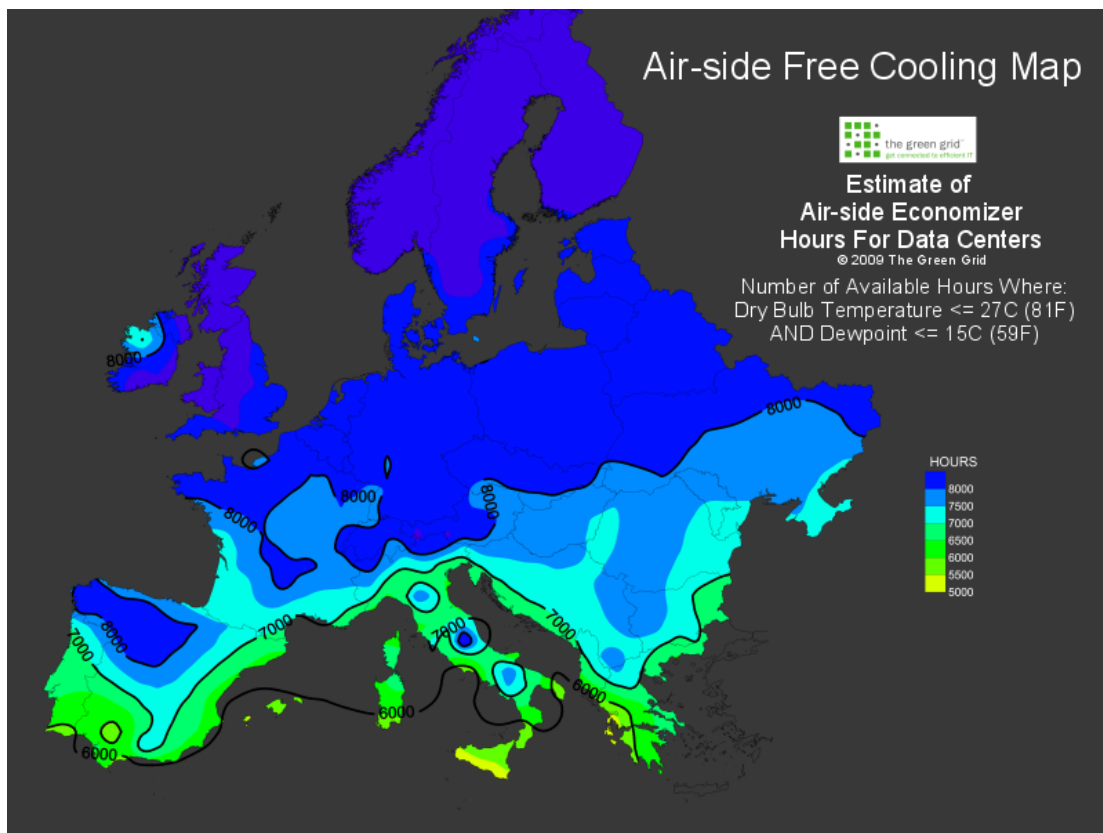 Air-side Free Cooling Map
the green grid™
get connected to efficient IT
Estimate of
Air-side Economizer
Hours For Data Centers
© 2009 The Green Grid
Number of Available Hours Where:
Dry Bulb Temperature <= 27C (81F)
AND Dewpoint <= 15C (59F)
8000
8000
8000
8000
8000
8000
7000
7000
7000
7000
6000
6000
6000
HOURS
8000
7500
7000
6500
6000
5500
5000